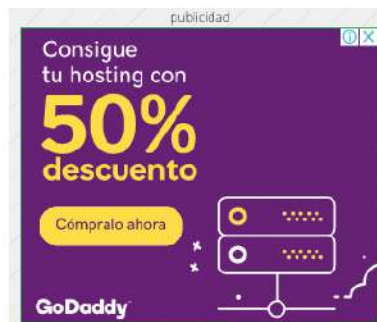 publicidad
Consigue
tu hosting con
50%
descuento
Cómpralo ahora
GoDaddy